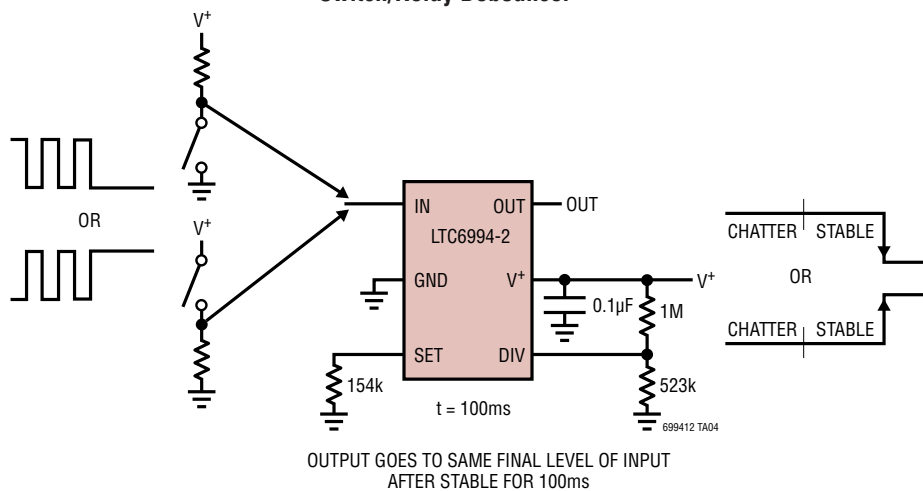 Switch/Relay Debouncer
V+
OR
V+
IN
OUT
OUT
LTC6994-2
GND
V+
V+
0.1µF
1M
SET
DIV
154k
523k
t = 100ms
699412 TA04
CHATTER
STABLE
OR
CHATTER
STABLE
OUTPUT GOES TO SAME FINAL LEVEL OF INPUT
AFTER STABLE FOR 100ms